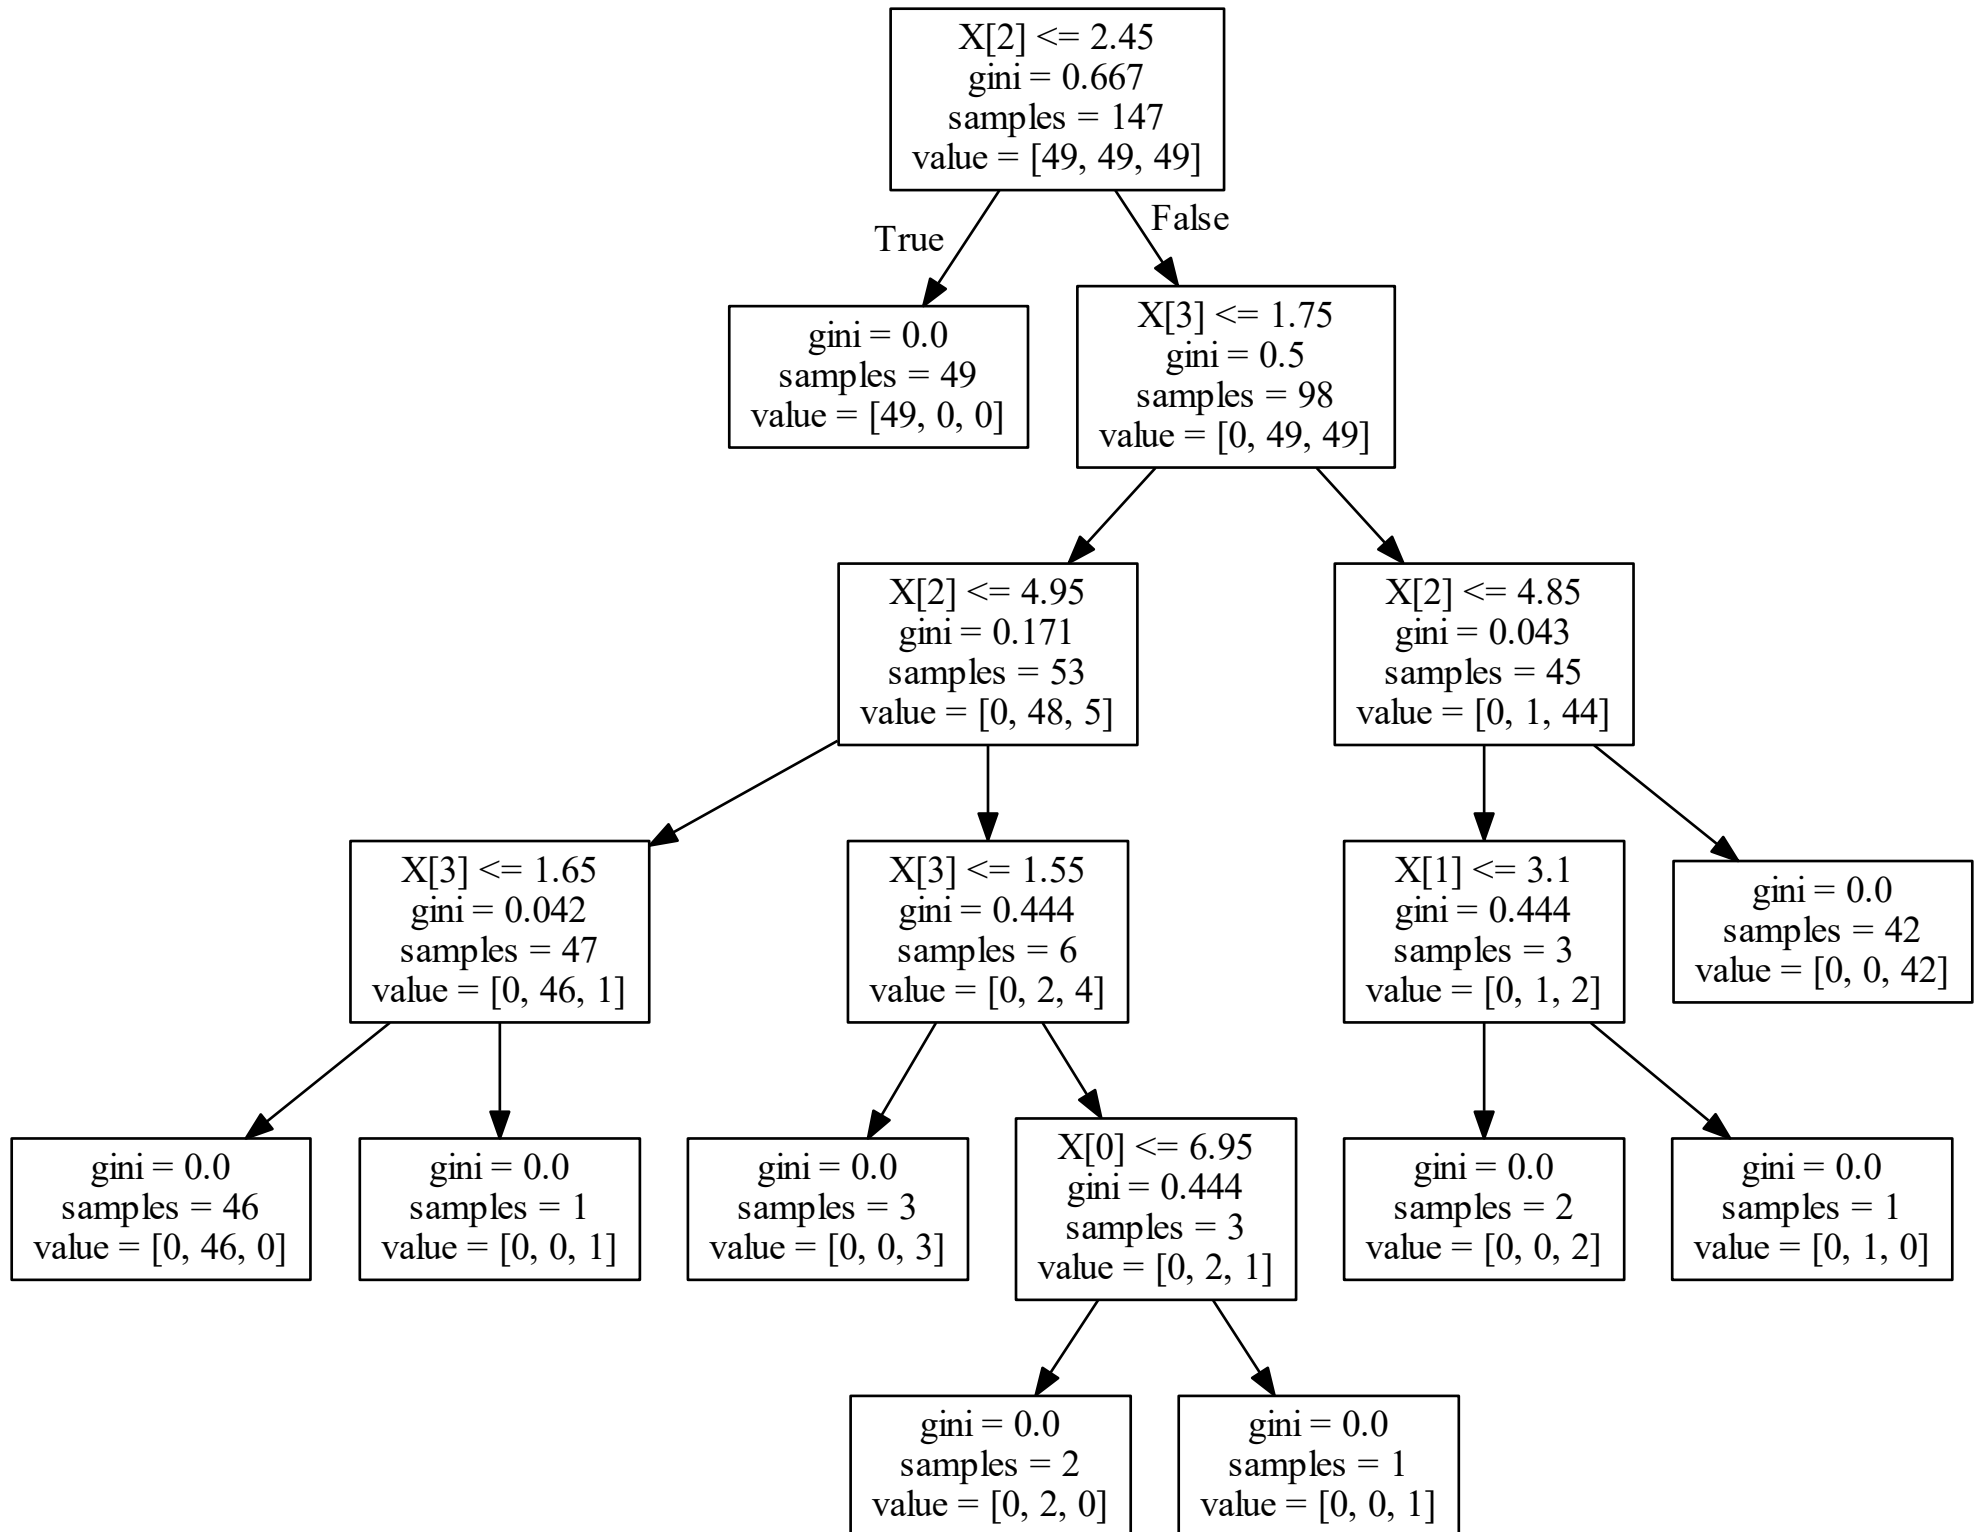 X[2] <= 2.45
gini = 0.667
samples = 147
value = [49, 49, 49]
True
False
gini = 0.0
samples = 49
value = [49, 0, 0]
X[3] <= 1.75
gini = 0.5
samples = 98
value = [0, 49, 49]
X[2] <= 4.95
gini = 0.171
samples = 53
value = [0, 48, 5]
X[2] <= 4.85
gini = 0.043
samples = 45
value = [0, 1, 44]
X[3] <= 1.65
gini = 0.042
samples = 47
value = [0, 46, 1]
X[3] <= 1.55
gini = 0.444
samples = 6
value = [0, 2, 4]
X[1] <= 3.1
gini = 0.444
samples = 3
value = [0, 1, 2]
gini = 0.0
samples = 42
value = [0, 0, 42]
gini = 0.0
samples = 46
value = [0, 46, 0]
gini = 0.0
samples = 1
value = [0, 0, 1]
gini = 0.0
samples = 3
value = [0, 0, 3]
X[0] <= 6.95
gini = 0.444
samples = 3
value = [0, 2, 1]
gini = 0.0
samples = 2
value = [0, 0, 2]
gini = 0.0
samples = 1
value = [0, 1, 0]
gini = 0.0
samples = 2
value = [0, 2, 0]
gini = 0.0
samples = 1
value = [0, 0, 1]